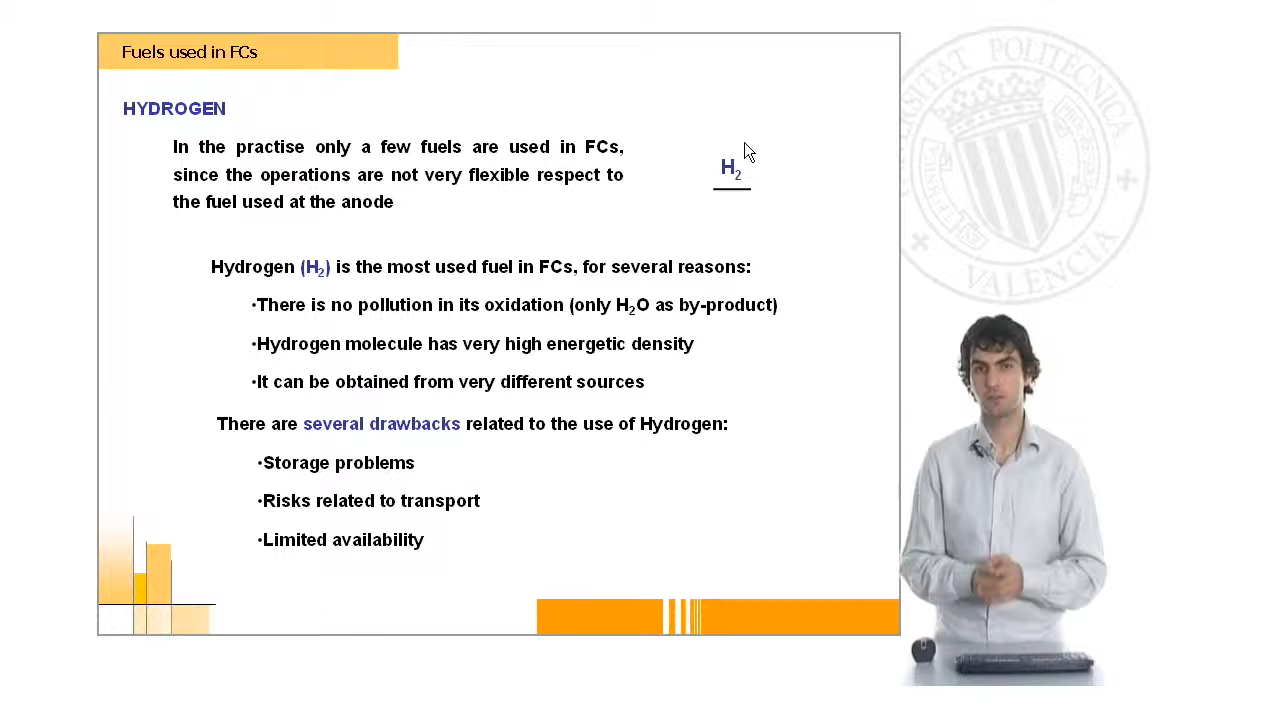 Fuels used in FCs
HYDROGEN
In the practise only a few fuels are used in FCs,
since the operations are not very flexible respect to
the fuel used at the anode
H2
Hydrogen (H2) is the most used fuel in FCs, for several reasons:
·There is no pollution in its oxidation (only H2O as by-product)
·Hydrogen molecule has very high energetic density
·It can be obtained from very different sources
There are several drawbacks related to the use of Hydrogen:
·Storage problems
·Risks related to transport
·Limited availability
POLITECNICA
VALENCIA